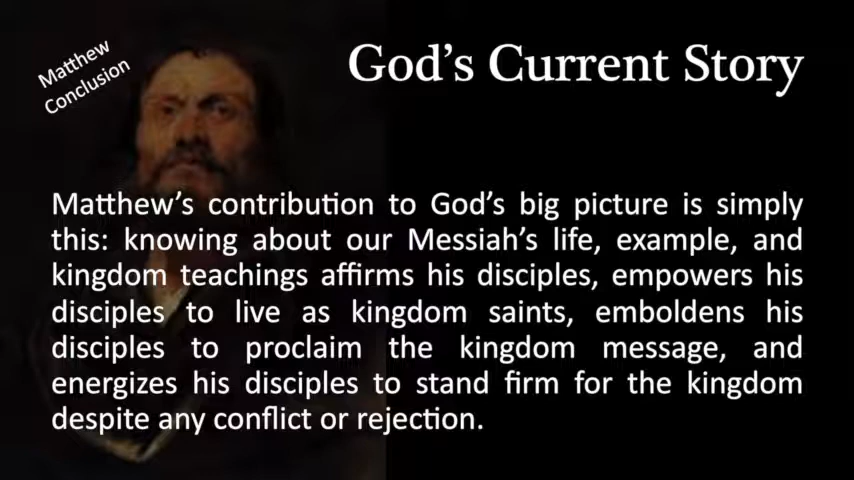 Matthew
Conclusion
God's Current Story
Matthew's contribution to God's big picture is simply
this: knowing about our Messiah's life, example, and
kingdom teachings affirms his disciples, empowers his
disciples to live as kingdom saints, emboldens his
disciples to proclaim the kingdom message, and
energizes his disciples to stand firm for the kingdom
despite any conflict or rejection.